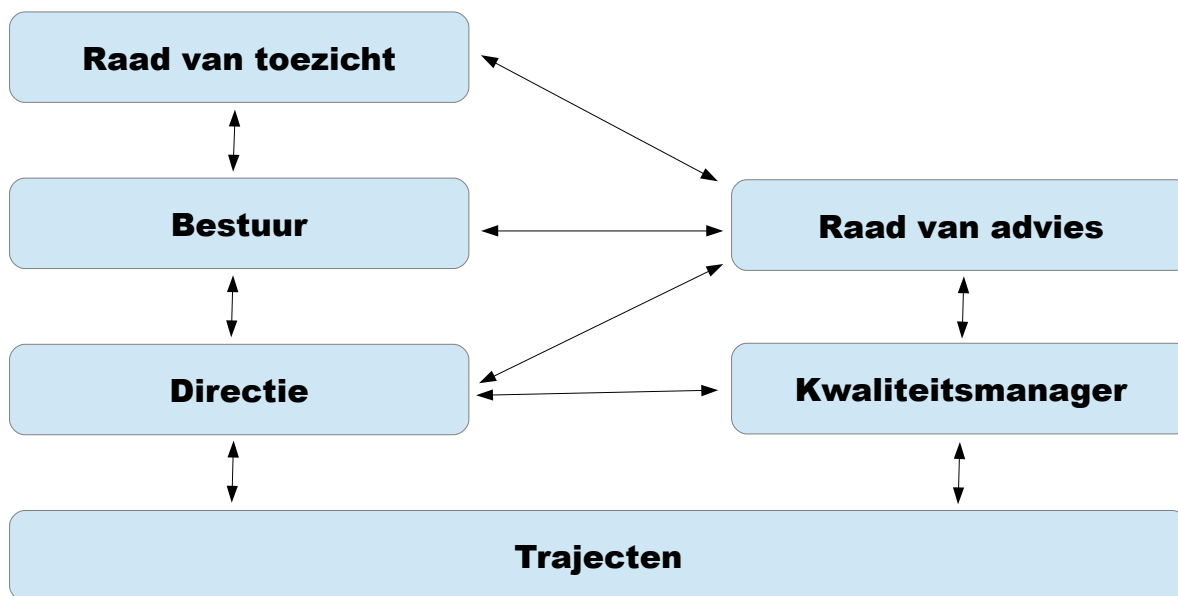 Raad van toezicht
Bestuur
Raad van advies
Directie
Kwaliteitsmanager
Trajecten